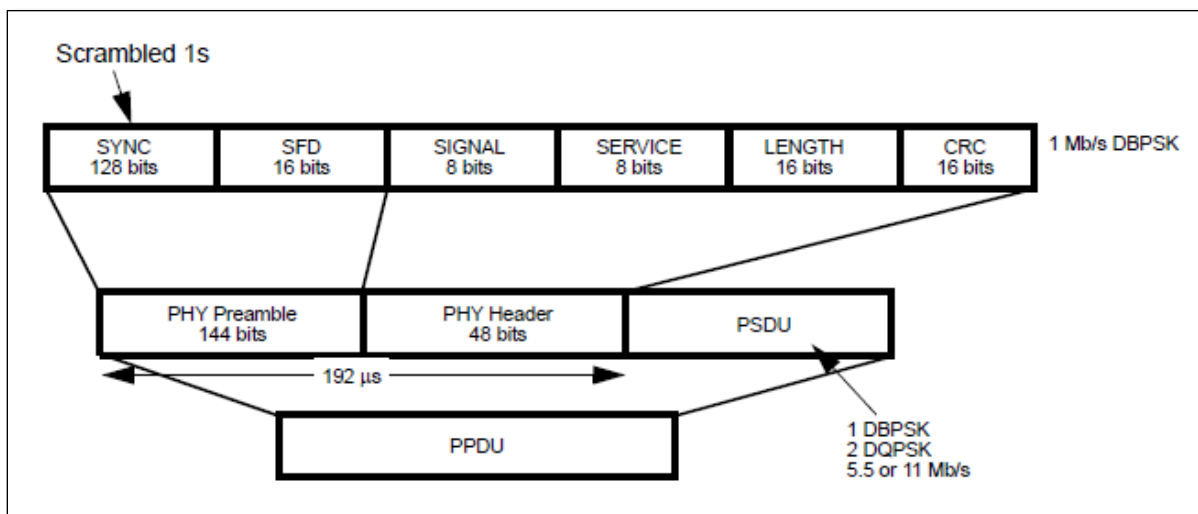 Scrambled 1s
SYNC
128 bits
SFD
16 bits
SIGNAL
8 bits
SERVICE
8 bits
LENGTH
16 bits
CRC
16 bits
1 Mb/s DBPSK
PHY Preamble
144 bits
PHY Header
48 bits
PSDU
192 µs
1 DBPSK
2 DQPSK
5.5 or 11 Mb/s
PPDU